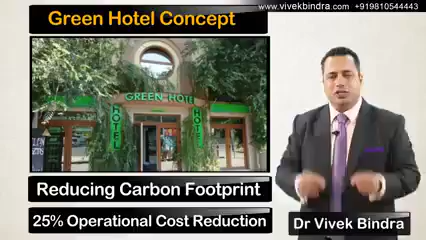 www.vivekbindra.com +919810544443
Green Hotel Concept
GREEN HOTEL
HOTEL
HOTEL
Reducing Carbon Footprint
25% Operational Cost Reduction
Dr Vivek Bindra